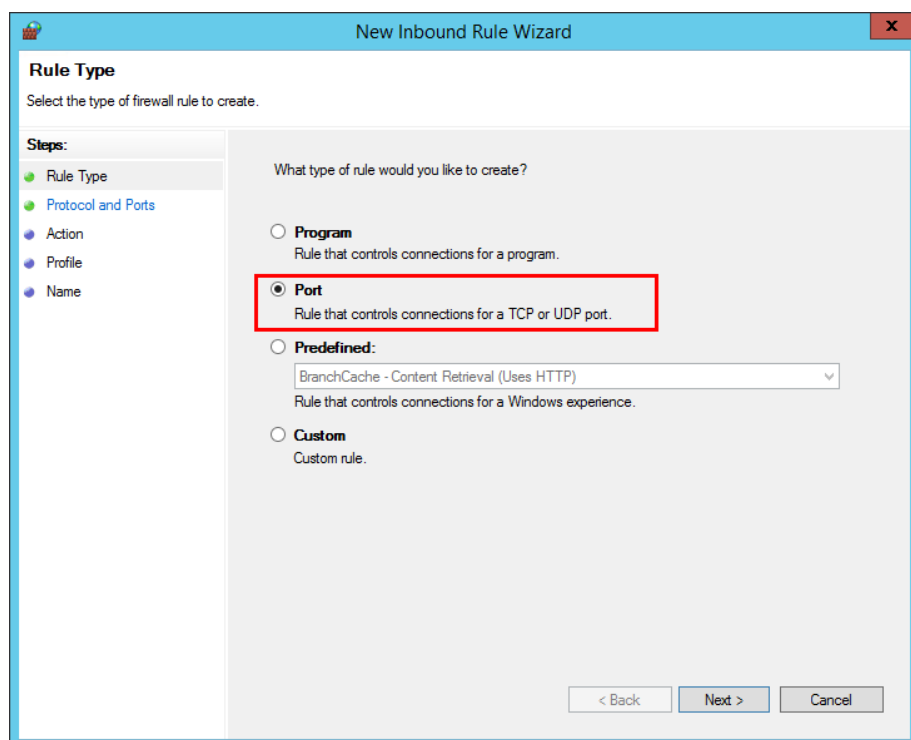 New Inbound Rule Wizard
x
Rule Type
Select the type of firewall rule to create.
Steps:
Rule Type
Protocol and Ports
Action
Profile
Name
What type of rule would you like to create?
Program
Rule that controls connections for a program.
Port
Rule that controls connections for a TCP or UDP port.
Predefined:
BranchCache - Content Retrieval (Uses HTTP)
Rule that controls connections for a Windows experience.
Custom
Custom rule.
< Back Next > Cancel